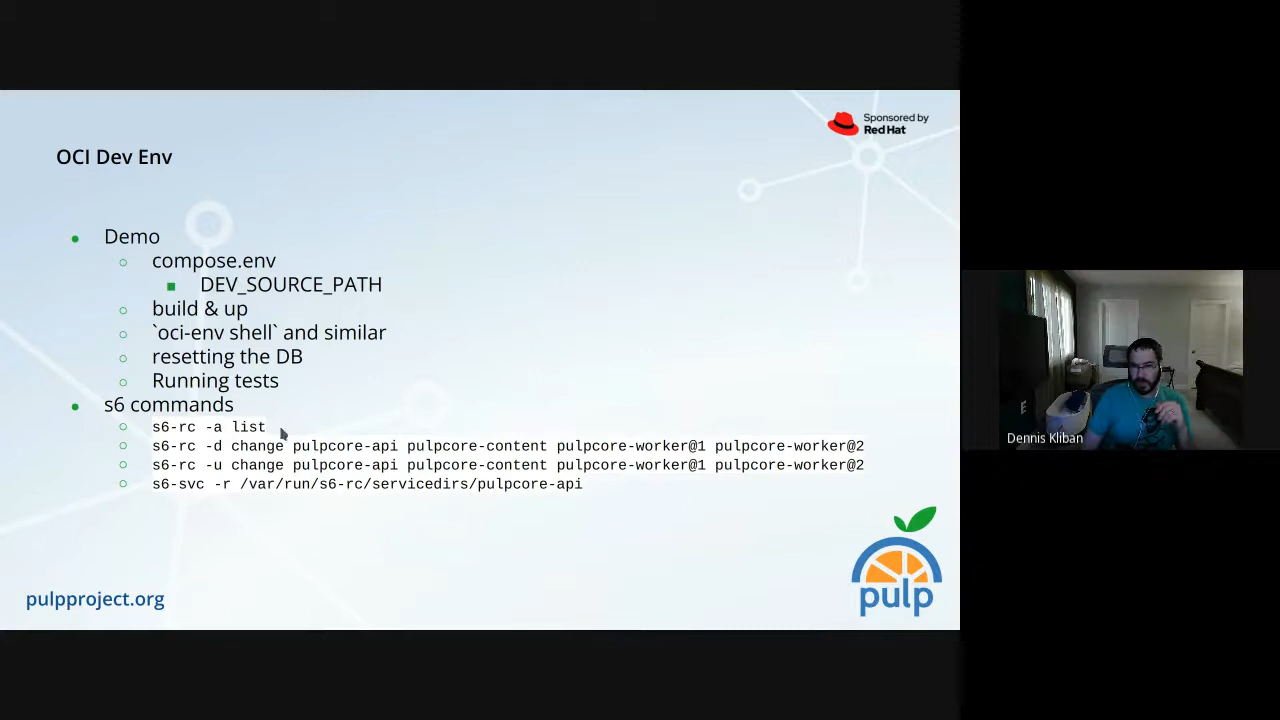 Sponsored by
Red Hat
OCI Dev Env
Demo
compose.env
DEV_SOURCE_PATH
build & up
`oci-env shell` and similar
resetting the DB
Running tests
s6 commands
s6-rc -a list
s6-rc -d change pulpcore-api pulpcore-content pulpcore-worker@1 pulpcore-worker@2
s6-rc -u change pulpcore-api pulpcore-content pulpcore-worker@1 pulpcore-worker@2
s6-svc -r /var/run/s6-rc/servicedirs/pulpcore-api
pulpproject.org
pulp
Dennis Kliban